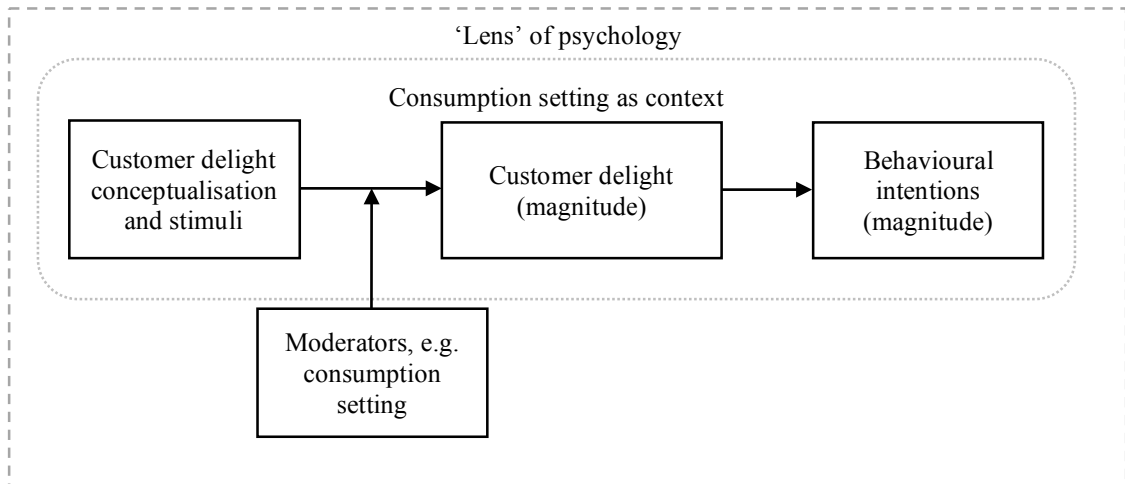 ‘Lens’ of psychology
Consumption setting as context
Customer delight
conceptualisation
and stimuli
Customer delight
(magnitude)
Behavioural
intentions
(magnitude)
Moderators, e.g.
consumption
setting